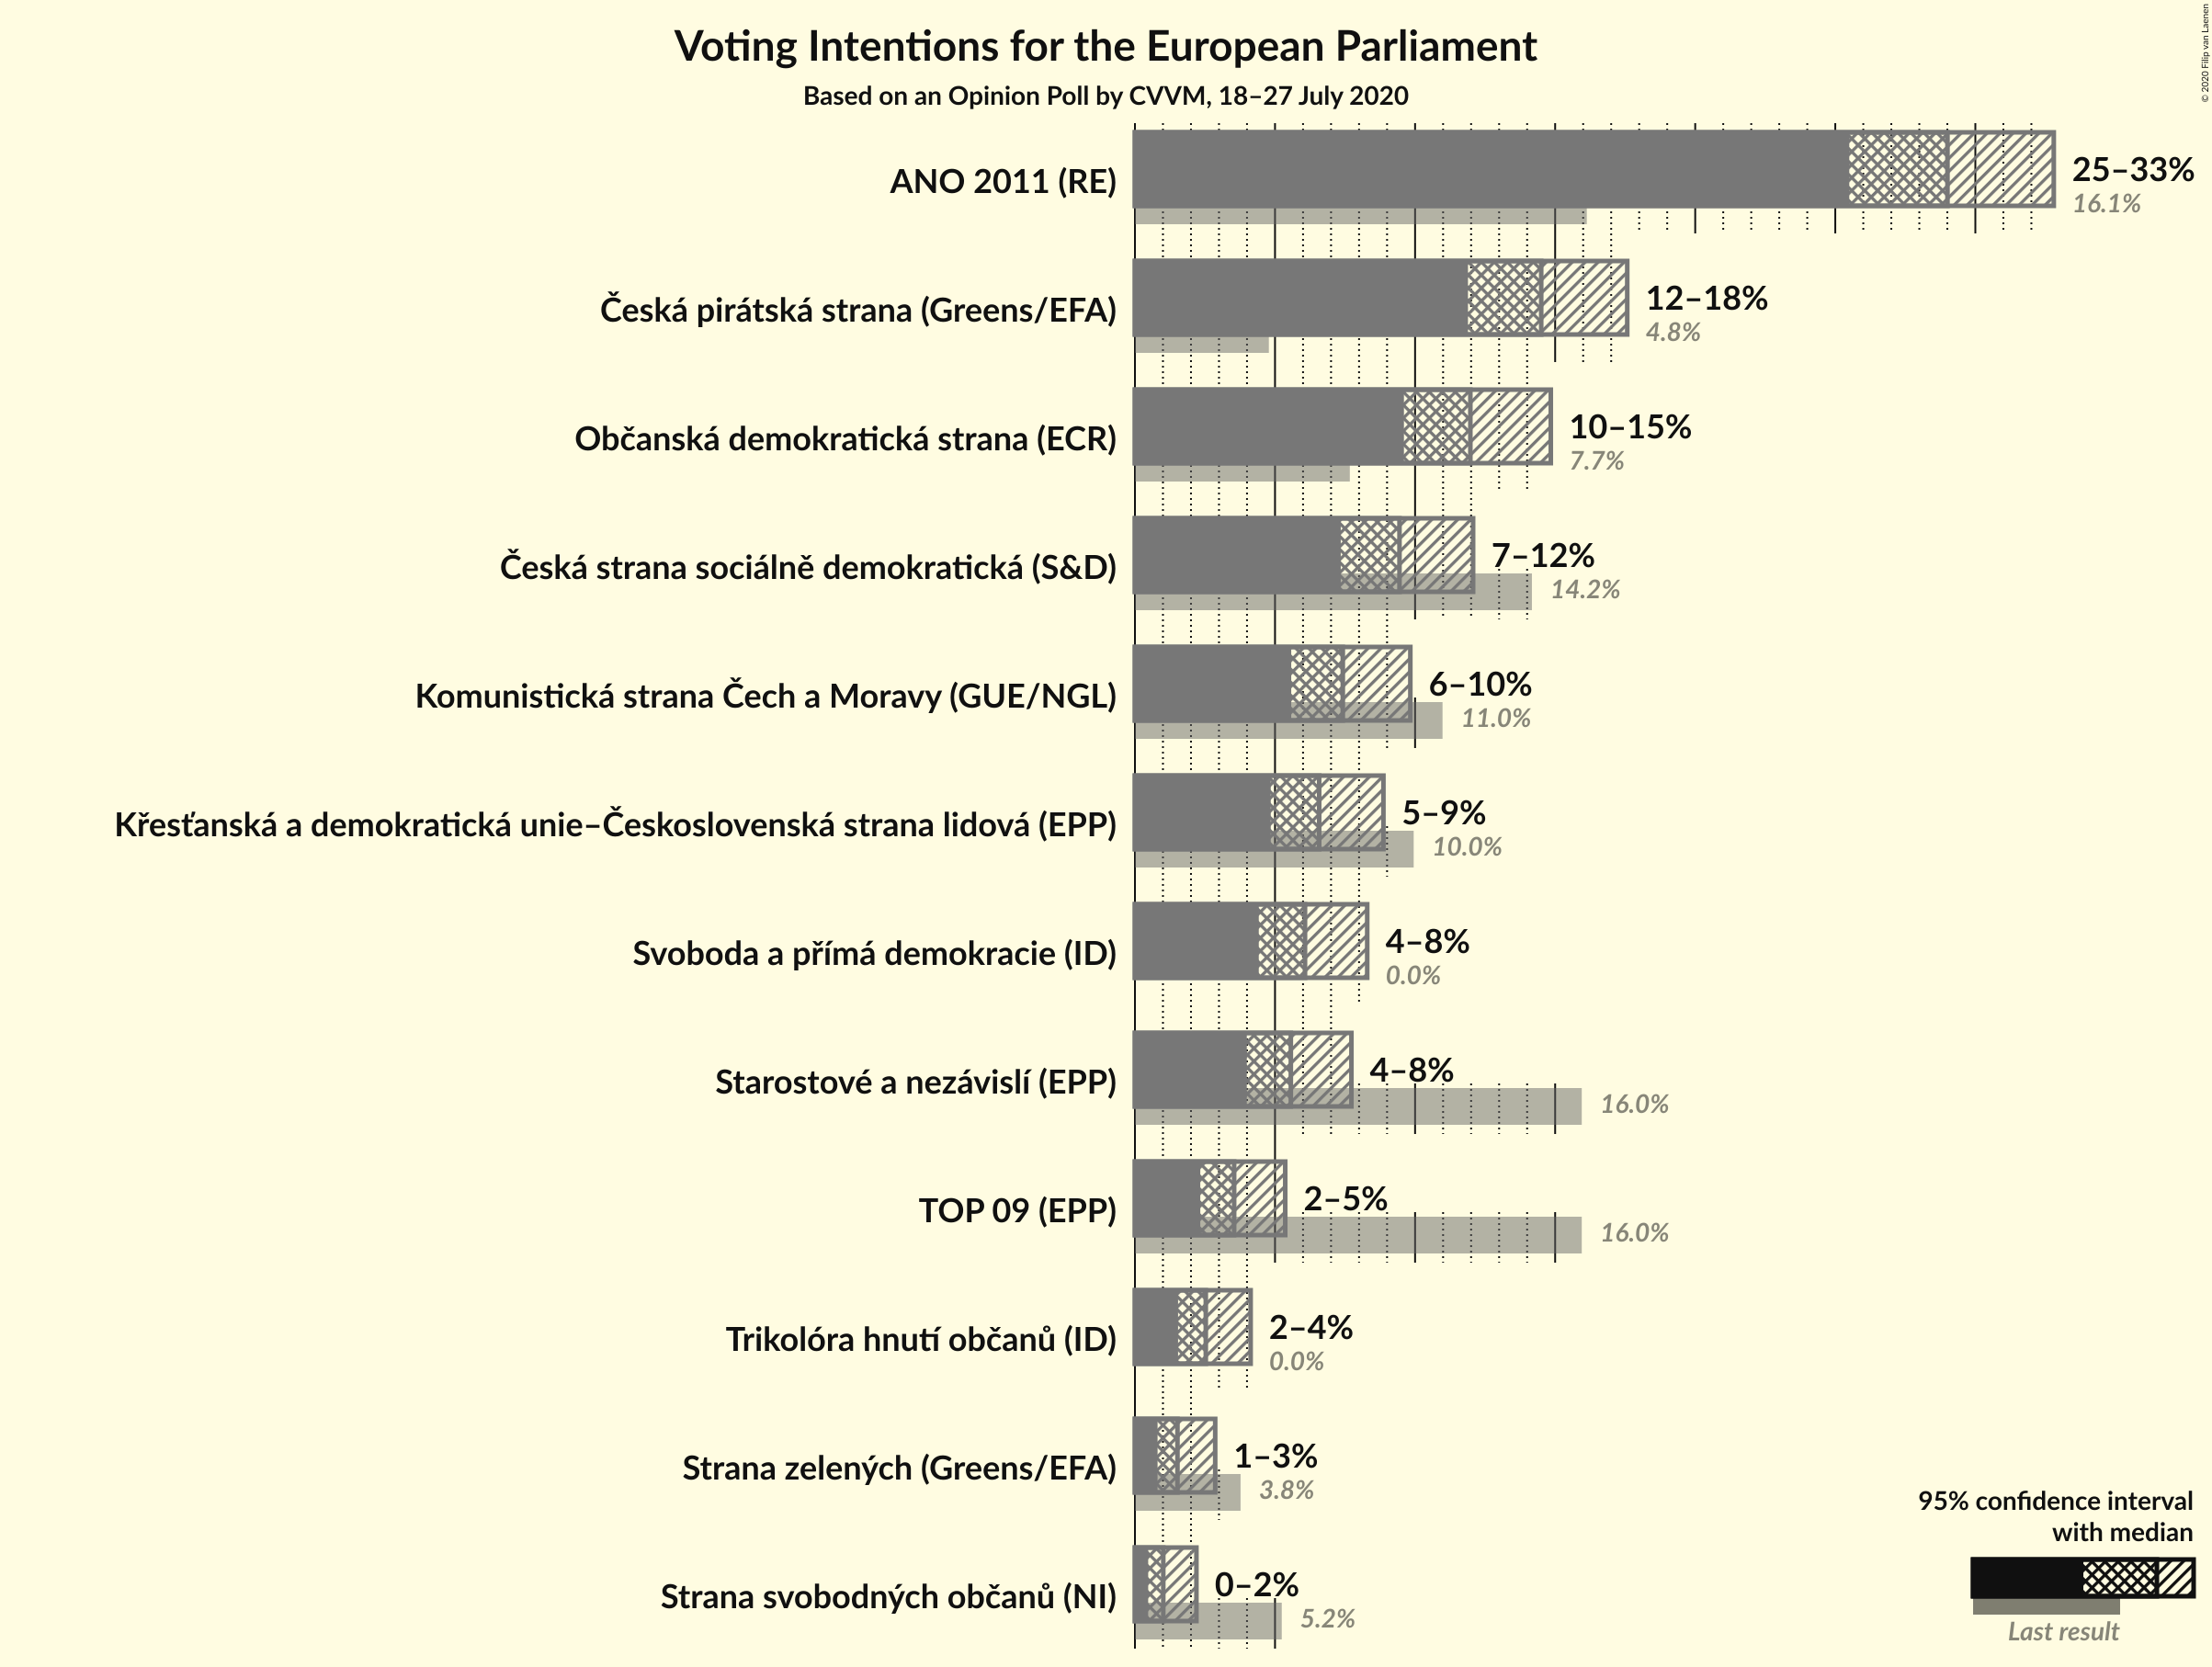 Voting Intentions for the European Parliament
Based on an Opinion Poll by CVVM, 18–27 July 2020
© 2020 Filip van Laenen
ANO 2011 (RE)
25–33%
16.1%
Česká pirátská strana (Greens/EFA)
12–18%
4.8%
Občanská demokratická strana (ECR)
10–15%
7.7%
Česká strana sociálně demokratická (S&D)
7–12%
14.2%
Komunistická strana Čech a Moravy (GUE/NGL)
6–10%
11.0%
Křesťanská a demokratická unie–Československá strana lidová (EPP)
5–9%
10.0%
Svoboda a přímá demokracie (ID)
4–8%
0.0%
Starostové a nezávislí (EPP)
4–8%
16.0%
TOP 09 (EPP)
2–5%
16.0%
Trikolóra hnutí občanů (ID)
2–4%
0.0%
Strana zelených (Greens/EFA)
1–3%
3.8%
Strana svobodných občanů (NI)
0–2%
5.2%
95% confidence interval
with median
Last result